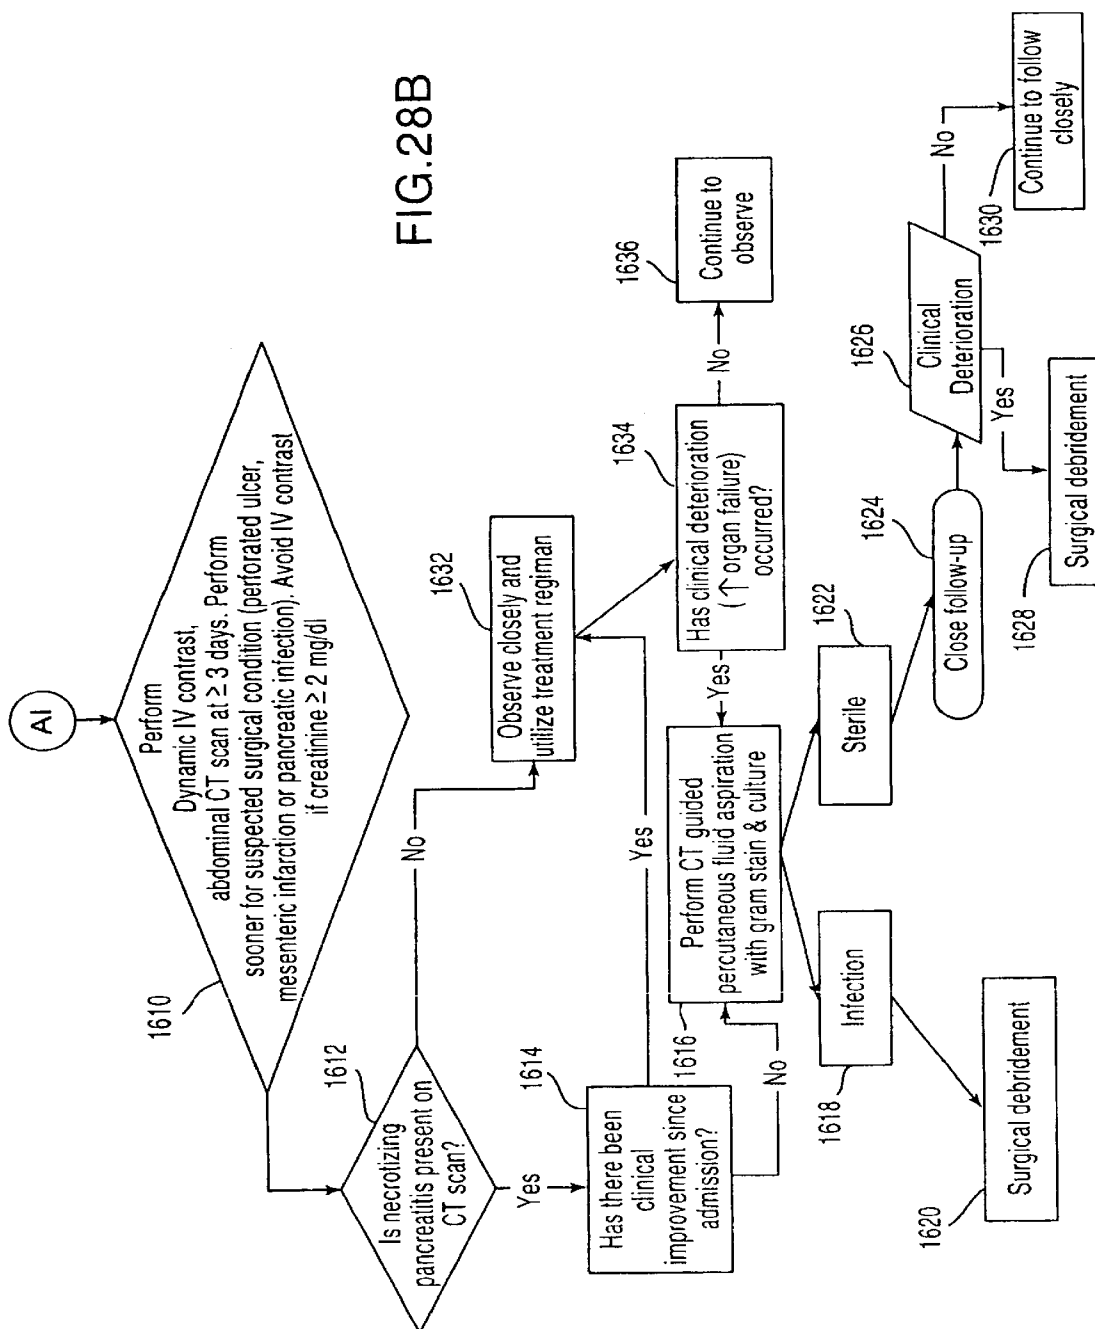 FIG.28B
AI
Perform
Dynamic IV contrast,
abdominal CT scan at ≥ 3 days. Perform
sooner for suspected surgical condition (perforated ulcer,
mesenteric infarction or pancreatic infection). Avoid IV contrast
if creatinine ≥ 2 mg/dl
1610
1612
Is necrotizing
pancreatitis present on
CT scan?
No
Yes
1614
Has there been
clinical
improvement since
admission?
Yes
No
1632
Observe closely and
utilize treatment regiman
1634
Has clinical deterioration
(↑ organ failure)
occurred?
No
Yes
1636
Continue to
observe
1616
Perform CT guided
percutaneous fluid aspiration
with gram stain & culture
1618
Infection
1620
Surgical debridement
1622
Sterile
1624
Close follow-up
1626
Clinical
Deterioration
Yes
No
1628
Surgical debridement
1630
Continue to follow
closely